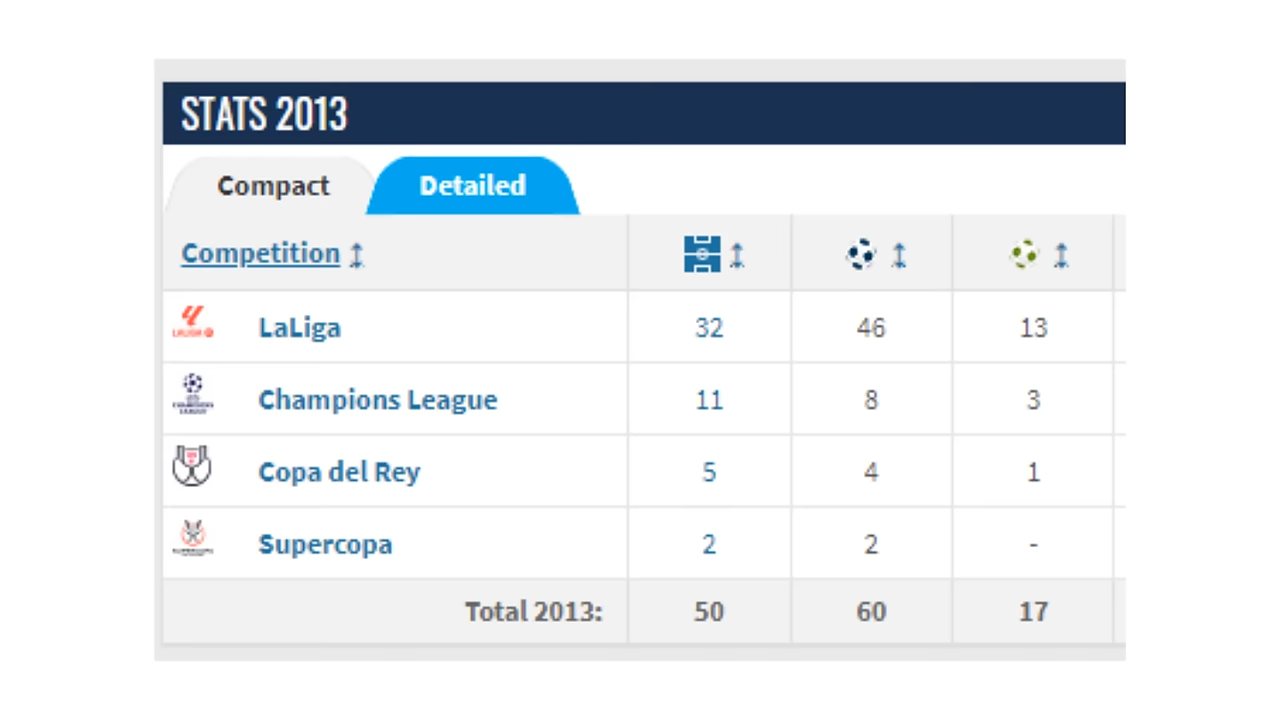 STATS 2013
Compact Detailed
Competition
LaLiga 32 46 13
Champions League 11 8 3
Copa del Rey 5 4 1
Supercopa 2 2 -
Total 2013: 50 60 17